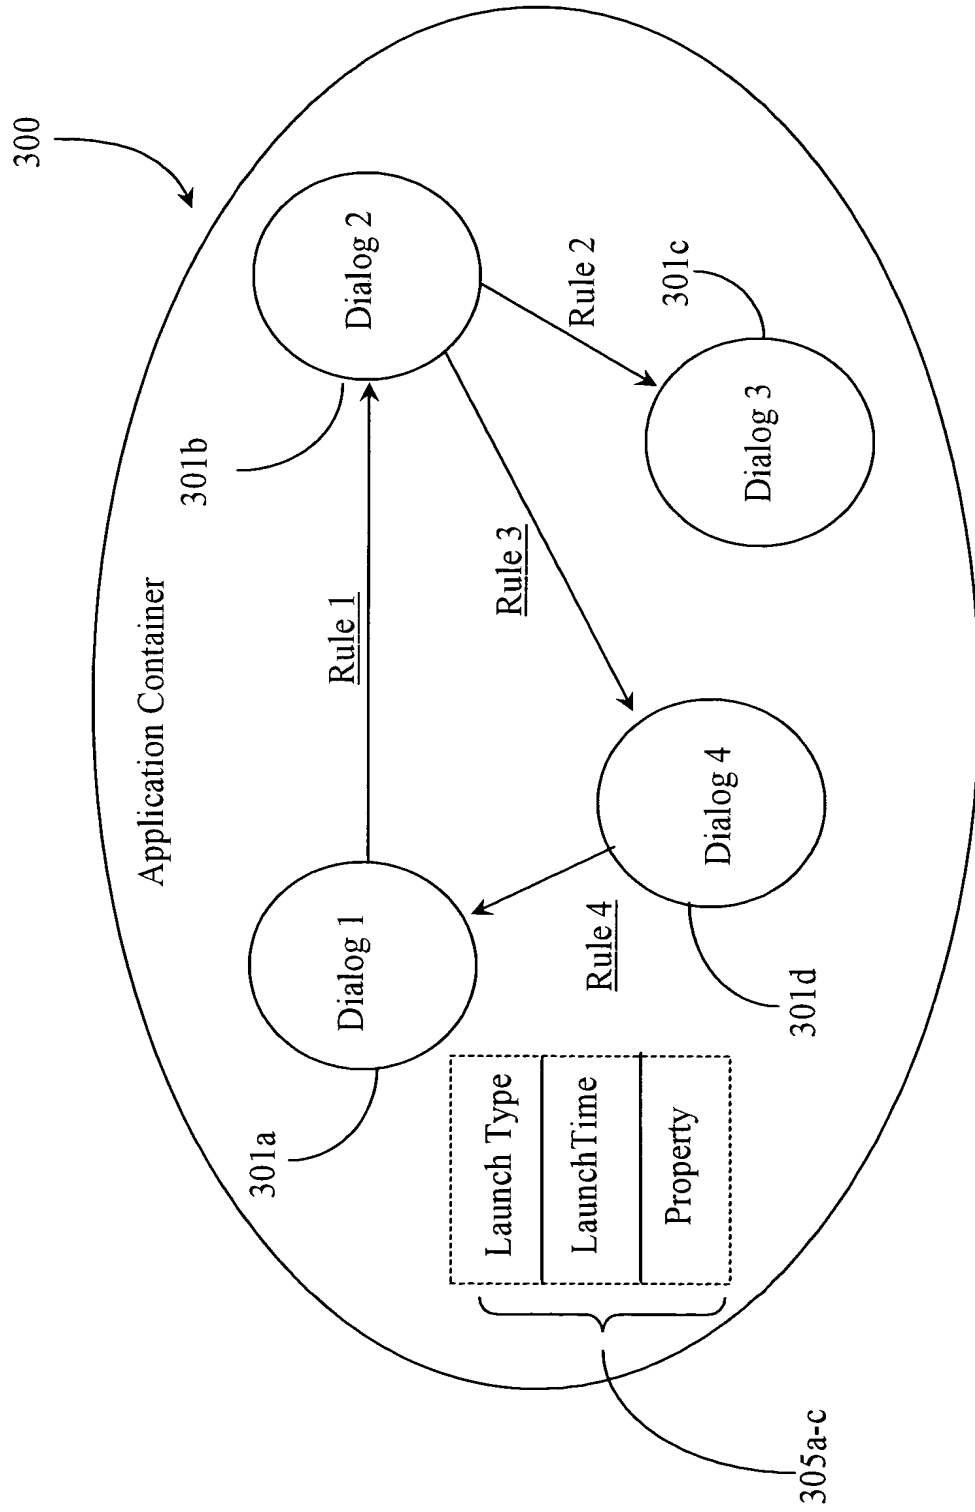 300
Application Container
Dialog 1
Rule 1
Dialog 2
301a
301b
Rule 3
Rule 2
301c
Launch Type
LaunchTime
Property
Rule 4
Dialog 4
Dialog 3
301d
305a-c